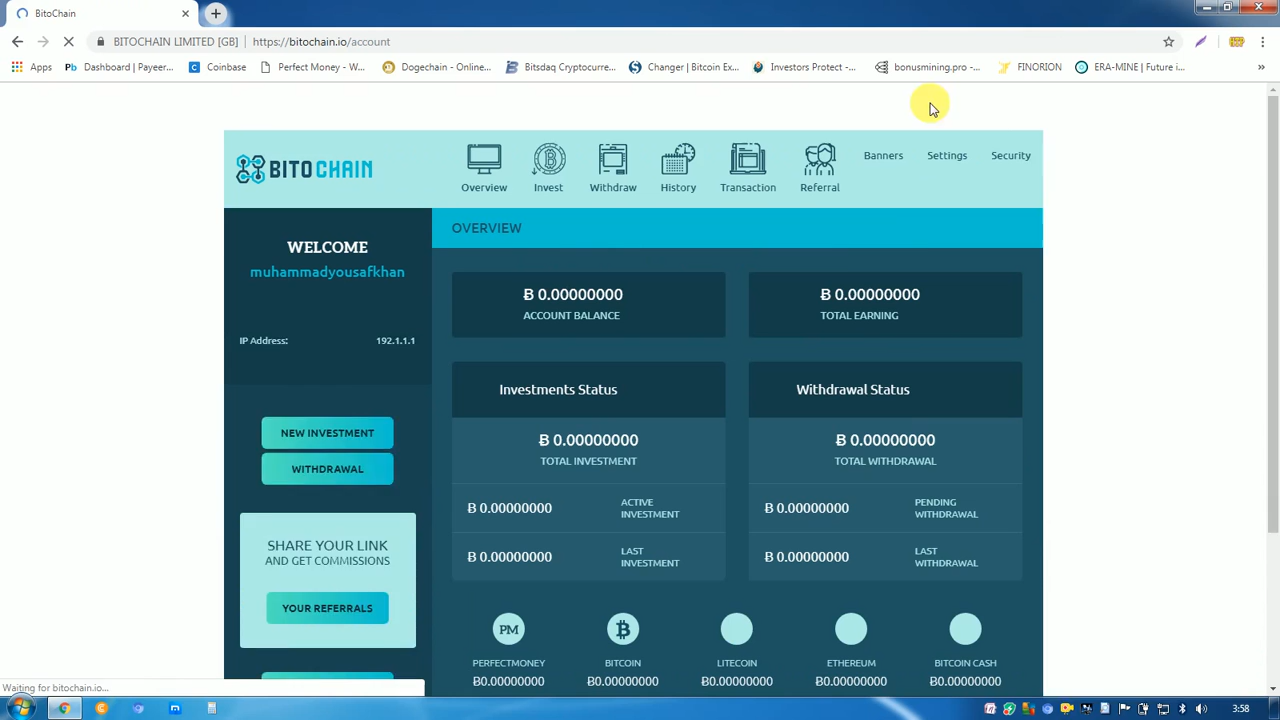 BitoChain
BITOCHAIN LIMITED [GB]
https://bitochain.io/account
Apps
Dashboard | Payeer...
Coinbase
Perfect Money - W...
Dogechain - Online...
Bitsdaq Cryptocurre...
Changer | Bitcoin Ex...
Investors Protect -...
bonusmining.pro -...
FINORION
ERA-MINE | Future i...
BITO CHAIN
Overview
Invest
Withdraw
History
Transaction
Referral
Banners
Settings
Security
WELCOME
muhammadyousafkhan
IP Address: 192.1.1.1
NEW INVESTMENT
WITHDRAWAL
SHARE YOUR LINK
AND GET COMMISSIONS
YOUR REFERRALS
OVERVIEW
Ƀ 0.00000000
ACCOUNT BALANCE
Ƀ 0.00000000
TOTAL EARNING
Investments Status
Ƀ 0.00000000
TOTAL INVESTMENT
Ƀ 0.00000000 ACTIVE
INVESTMENT
Ƀ 0.00000000 LAST
INVESTMENT
Withdrawal Status
Ƀ 0.00000000
TOTAL WITHDRAWAL
Ƀ 0.00000000 PENDING
WITHDRAWAL
Ƀ 0.00000000 LAST
WITHDRAWAL
PM
PERFECTMONEY
Ƀ0.00000000
BITCOIN
Ƀ0.00000000
LITECOIN
Ƀ0.00000000
ETHEREUM
Ƀ0.00000000
BITCOIN CASH
Ƀ0.00000000
Waiting for bitochain.io...
3:58